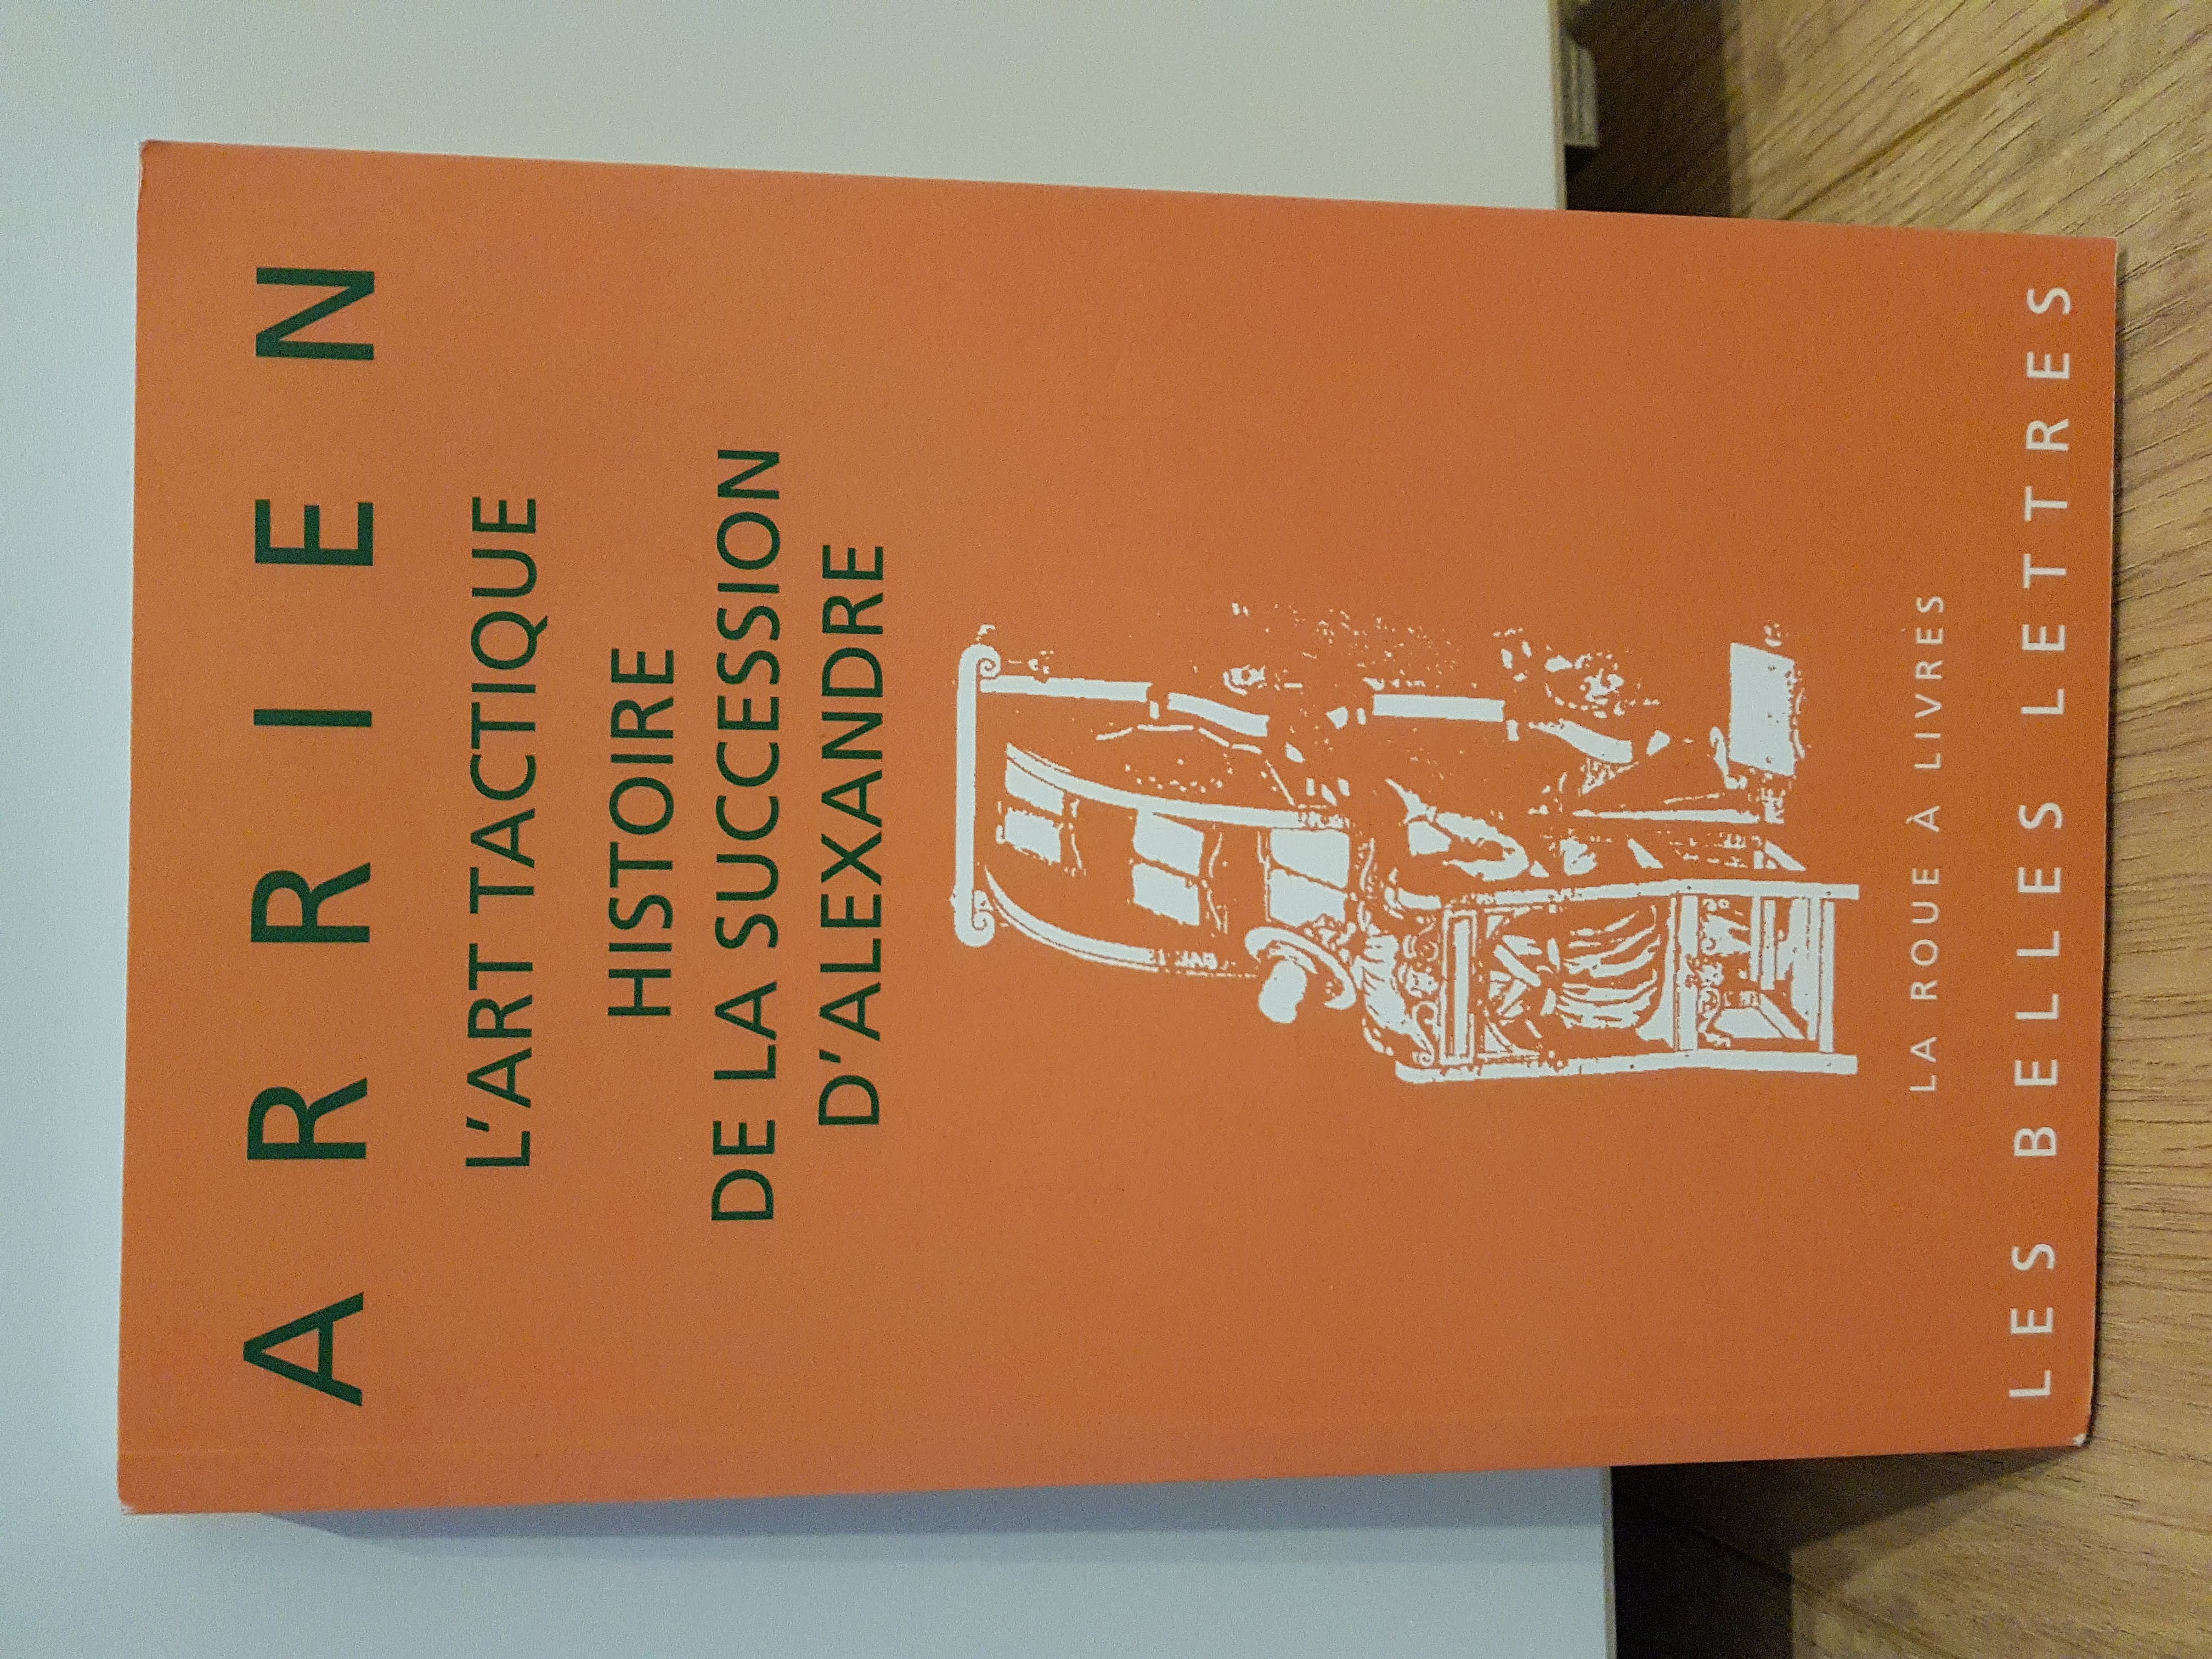 ARRIEN
L'ART TACTIQUE
HISTOIRE
DE LA SUCCESSION
D'ALEXANDRE
LA ROUE À LIVRES
LES BELLES LETTRES